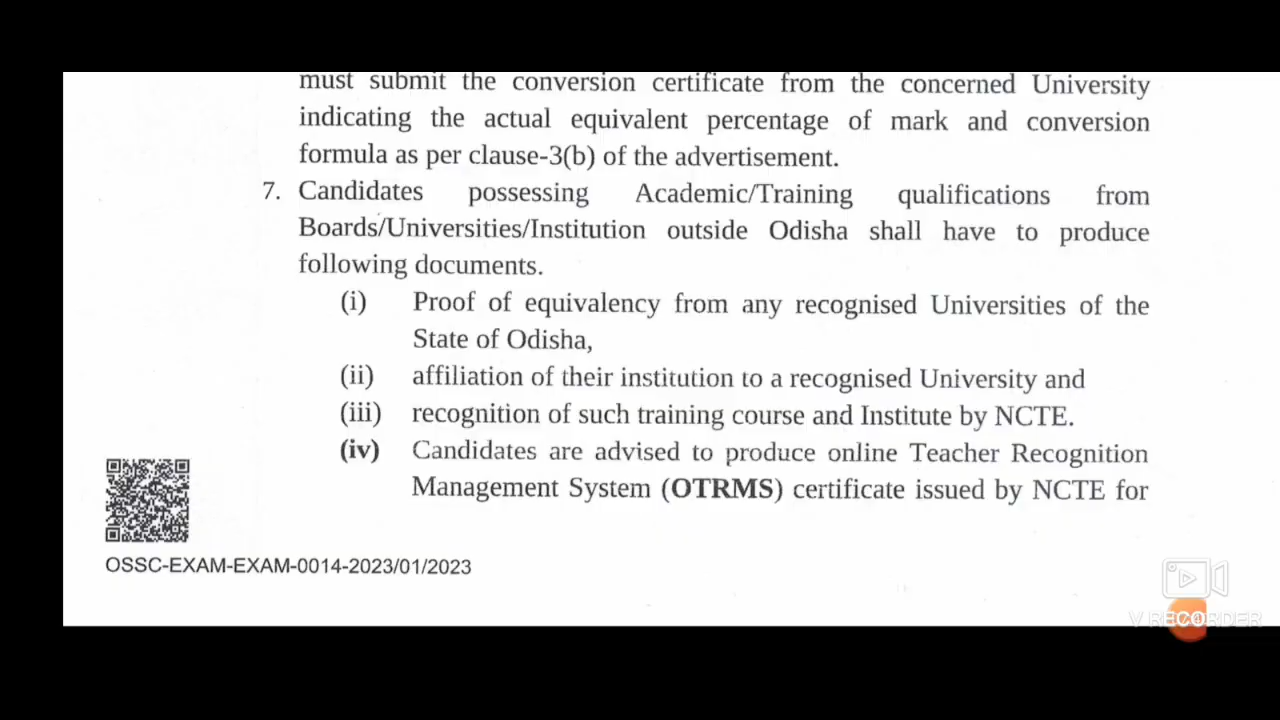 must submit the conversion certificate from the concerned University
indicating the actual equivalent percentage of mark and conversion
formula as per clause-3(b) of the advertisement.
7. Candidates possessing Academic/Training qualifications from
Boards/Universities/Institution outside Odisha shall have to produce
following documents.
(i) Proof of equivalency from any recognised Universities of the
State of Odisha,
(ii) affiliation of their institution to a recognised University and
(iii) recognition of such training course and Institute by NCTE.
(iv) Candidates are advised to produce online Teacher Recognition
Management System (OTRMS) certificate issued by NCTE for
OSSC-EXAM-EXAM-0014-2023/01/2023
V RECORDER